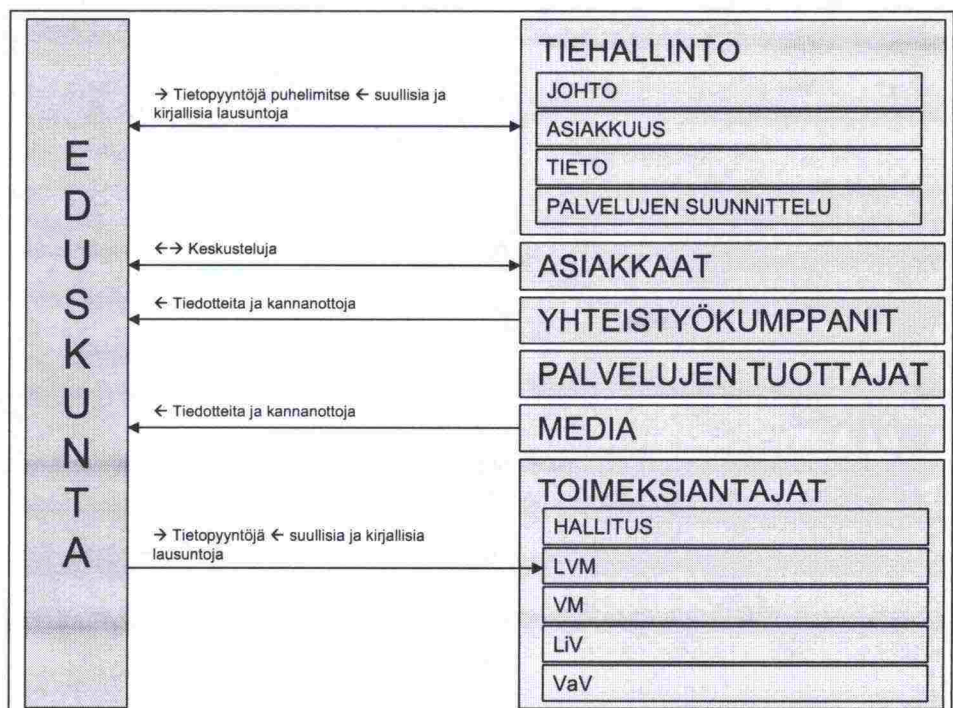 EDUSKUNTA
→ Tietopyyntöjä puhelimitse ← suullisia ja
kirjallisia lausuntoja
←→ Keskusteluja
← Tiedotteita ja kannanottoja
← Tiedotteita ja kannanottoja
→ Tietopyyntöjä ← suullisia ja kirjallisia
lausuntoja
TIEHALLINTO
JOHTO
ASIAKKUUS
TIETO
PALVELUJEN SUUNNITTELU
ASIAKKAAT
YHTEISTYÖKUMPPANIT
PALVELUJEN TUOTTAJAT
MEDIA
TOIMEKSIANTAJAT
HALLITUS
LVM
VM
LiV
VaV